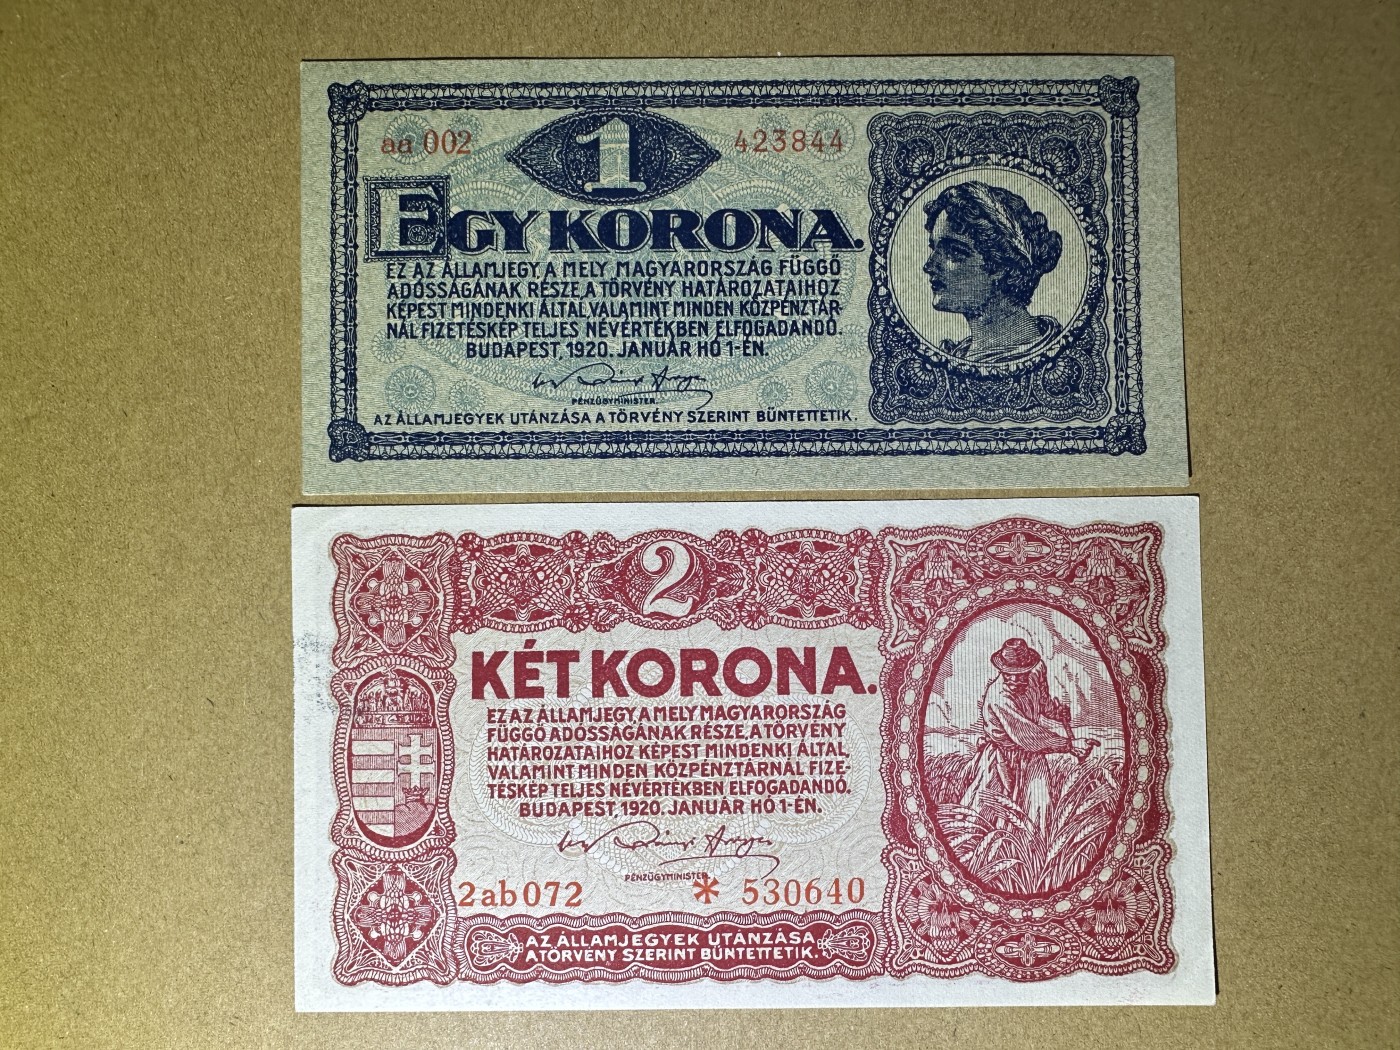 aa 002
1
423844
EGY KORONA.
EZ AZ ÁLLAMJEGY, A MELY MAGYARORSZÁG FÜGGŐ
ADÓSSÁGÁNAK RÉSZE, A TÖRVÉNY HATÁROZATAIHOZ
KÉPEST MINDENKI ÁLTAL, VALAMINT MINDEN KÖZPÉNZTÁR-
NÁL FIZETÉSKÉP TELJES NÉVÉRTÉKBEN ELFOGADANDÓ.
BUDAPEST, 1920. JANUÁR HÓ 1-ÉN.
PÉNZÜGYMINISTER.
AZ ÁLLAMJEGYEK UTÁNZÁSA A TÖRVÉNY SZERINT BÜNTETTETIK.
2
KÉT KORONA.
EZ AZ ÁLLAMJEGY, A MELY MAGYARORSZÁG
FÜGGŐ ADÓSSÁGÁNAK RÉSZE, A TÖRVÉNY
HATÁROZATAIHOZ KÉPEST MINDENKI ÁLTAL,
VALAMINT MINDEN KÖZPÉNZTÁRNÁL FIZE-
TÉSKÉP TELJES NÉVÉRTÉKBEN ELFOGADANDÓ.
BUDAPEST, 1920. JANUÁR HÓ 1-ÉN.
PÉNZÜGYMINISTER.
2ab072 * 530640
AZ ÁLLAMJEGYEK UTÁNZÁSA
A TÖRVÉNY SZERINT BÜNTETTETIK.